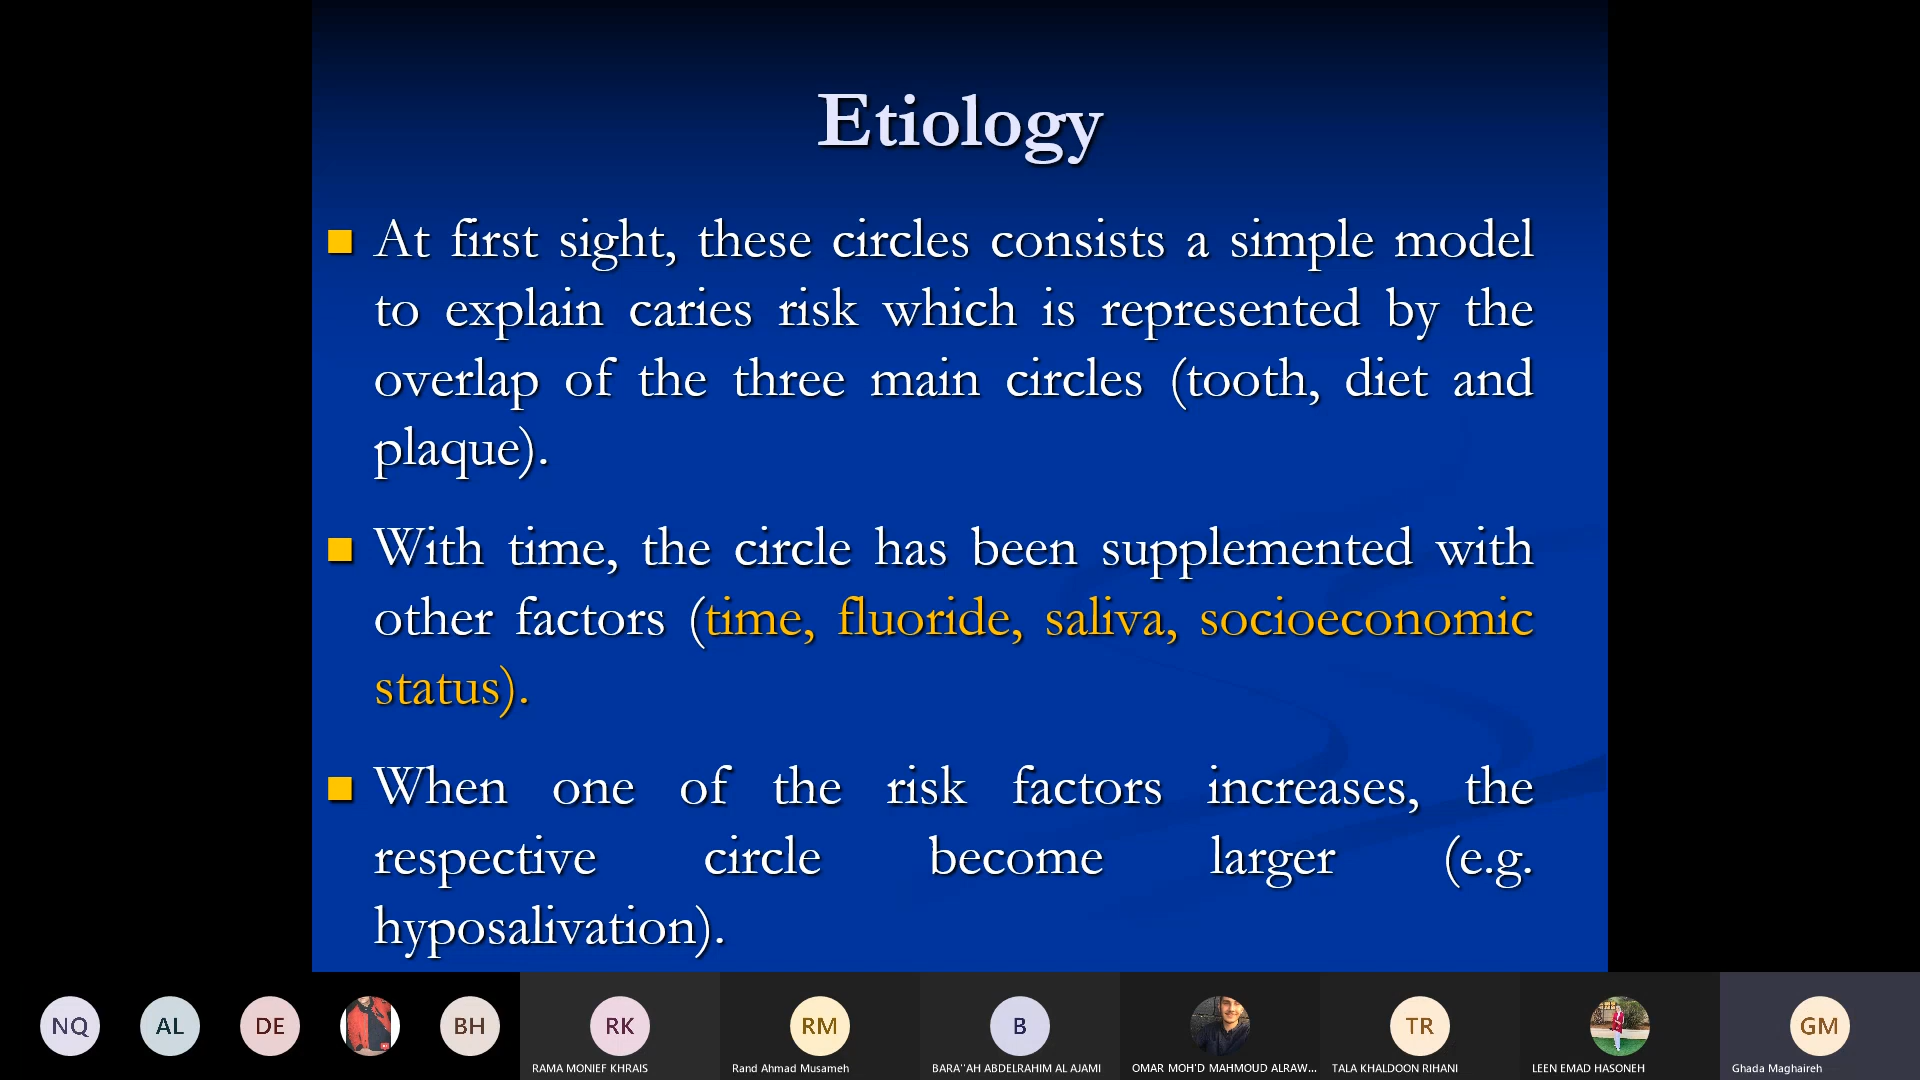 Etiology
At first sight, these circles consists a simple model
to explain caries risk which is represented by the
overlap of the three main circles (tooth, diet and
plaque).
With time, the circle has been supplemented with
other factors (time, fluoride, saliva, socioeconomic
status).
When one of the risk factors increases, the
respective circle become larger (e.g.
hyposalivation).
NQ
AL
DE
BH
RK
RM
B
TR
GM
RAMA MONIEF KHRAIS
Rand Ahmad Musameh
BARA''AH ABDELRAHIM AL AJAMI
OMAR MOH'D MAHMOUD ALRAW...
TALA KHALDOON RIHANI
LEEN EMAD HASONEH
Ghada Maghaireh